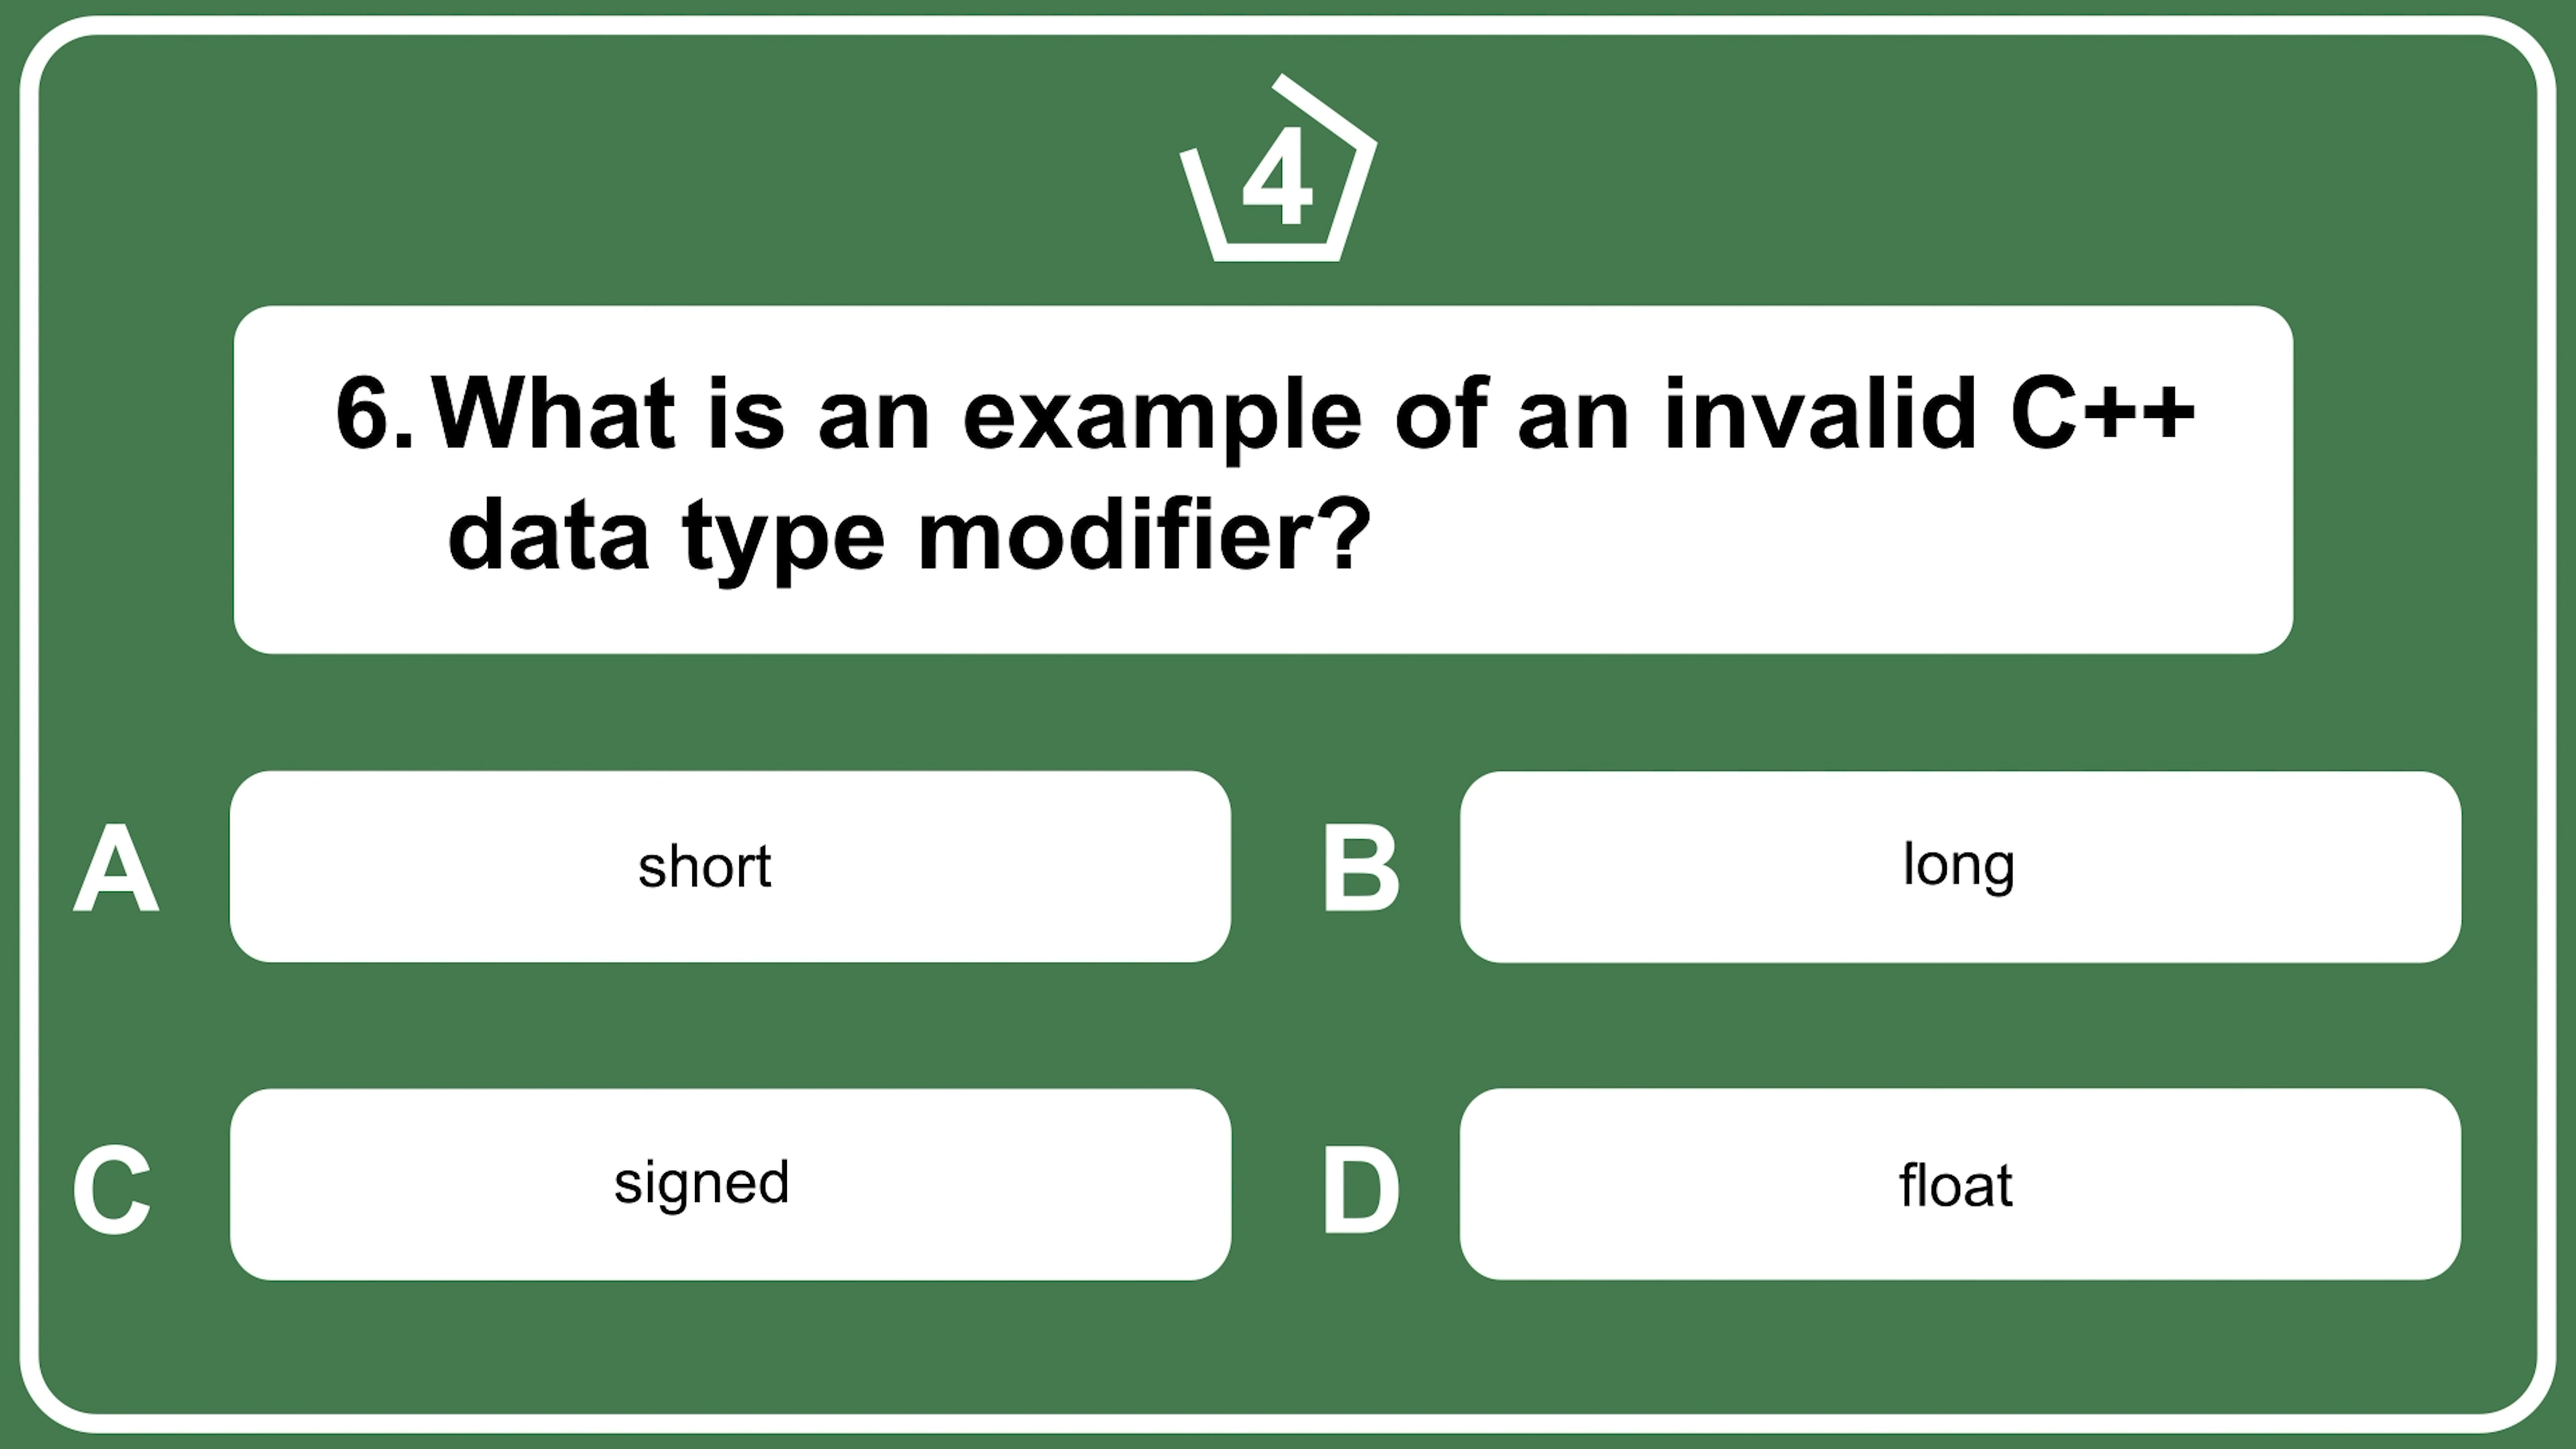 4
6. What is an example of an invalid C++
data type modifier?
A short
B long
C signed
D float